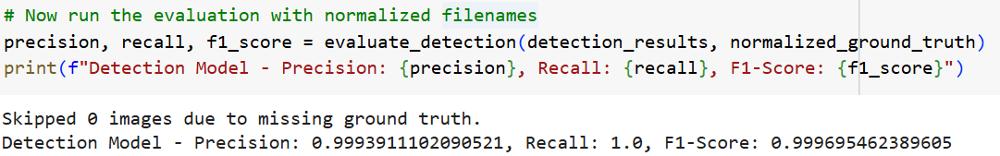 # Now run the evaluation with normalized filenames
precision, recall, f1_score = evaluate_detection(detection_results, normalized_ground_truth)
print(f"Detection Model - Precision: {precision}, Recall: {recall}, F1-Score: {f1_score}")
Skipped 0 images due to missing ground truth.
Detection Model - Precision: 0.9993911102090521, Recall: 1.0, F1-Score: 0.999695462389605